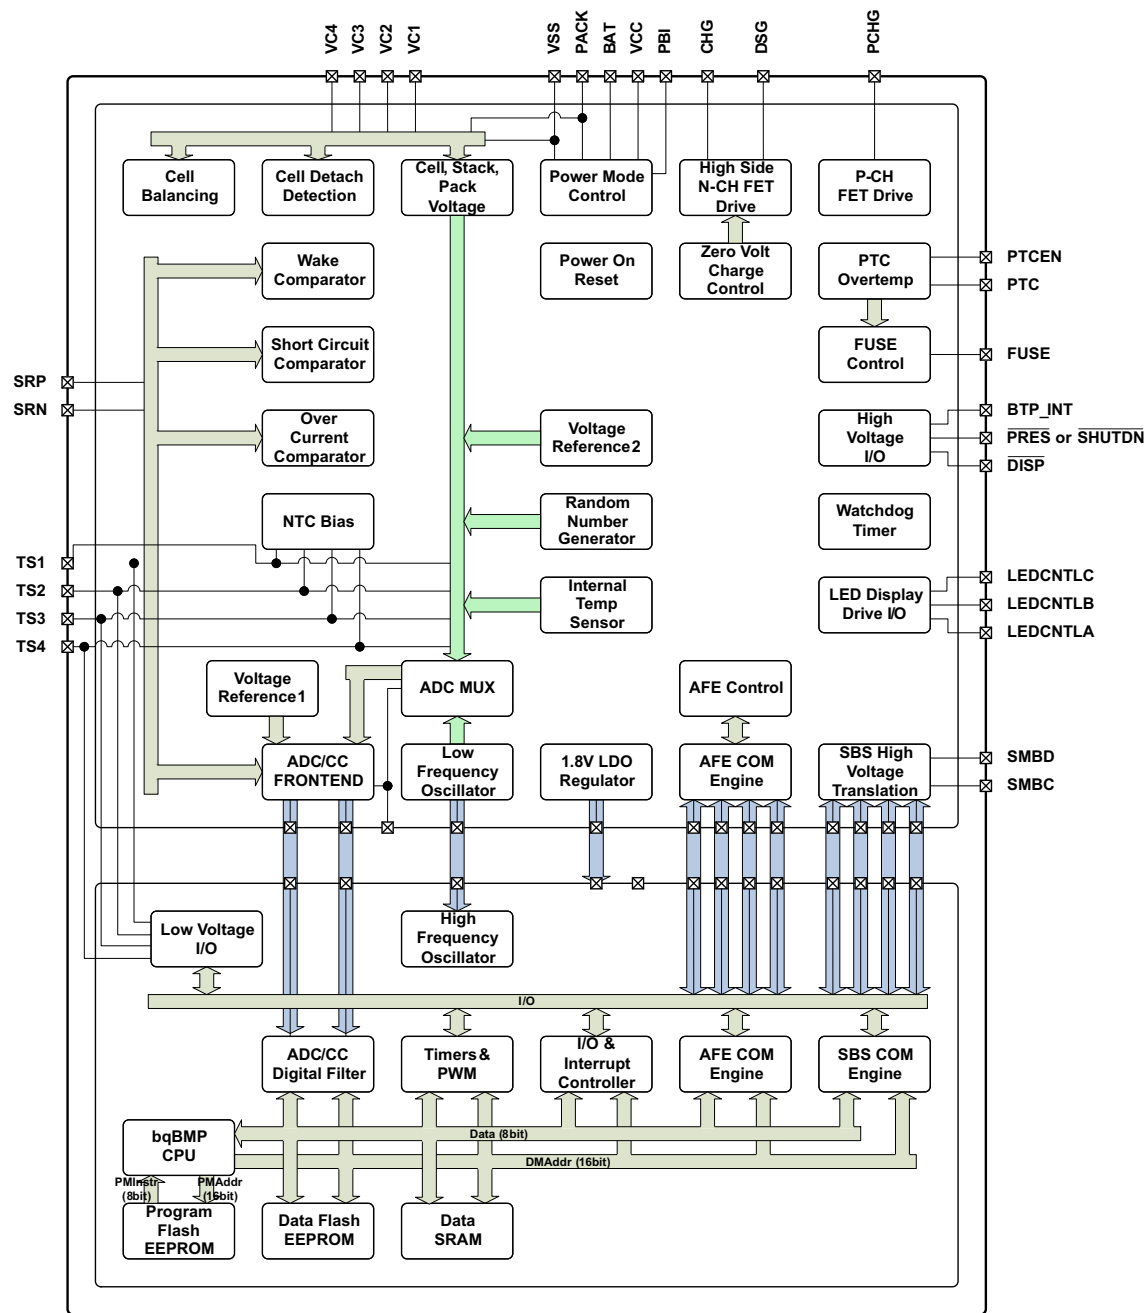 VC4
VC3
VC2
VC1
VSS
PACK
BAT
VCC
PBI
CHG
DSG
PCHG
Cell
Balancing
Cell Detach
Detection
Cell, Stack,
Pack
Voltage
Power Mode
Control
High Side
N-CH FET
Drive
P-CH
FET Drive
Wake
Comparator
Power On
Reset
Zero Volt
Charge
Control
PTC
Overtemp
PTCEN
PTC
Short Circuit
Comparator
FUSE
Control
FUSE
SRP
SRN
Over
Current
Comparator
Voltage
Reference2
High
Voltage
I/O
BTP_INT
PRES or SHUTDN
DISP
NTC Bias
Random
Number
Generator
Watchdog
Timer
TS1
TS2
TS3
TS4
Internal
Temp
Sensor
LED Display
Drive I/O
LEDCNTLC
LEDCNTLB
LEDCNTLA
Voltage
Reference1
ADC MUX
AFE Control
ADC/CC
FRONTEND
Low
Frequency
Oscillator
1.8V LDO
Regulator
AFE COM
Engine
SBS High
Voltage
Translation
SMBD
SMBC
Low Voltage
I/O
High
Frequency
Oscillator
I/O
ADC/CC
Digital Filter
Timers&
PWM
I/O &
Interrupt
Controller
AFE COM
Engine
SBS COM
Engine
bqBMP
CPU
Data (8bit)
DMAddr (16bit)
PMInstr
(8bit)
PMAddr
(16bit)
Program
Flash
EEPROM
Data Flash
EEPROM
Data
SRAM